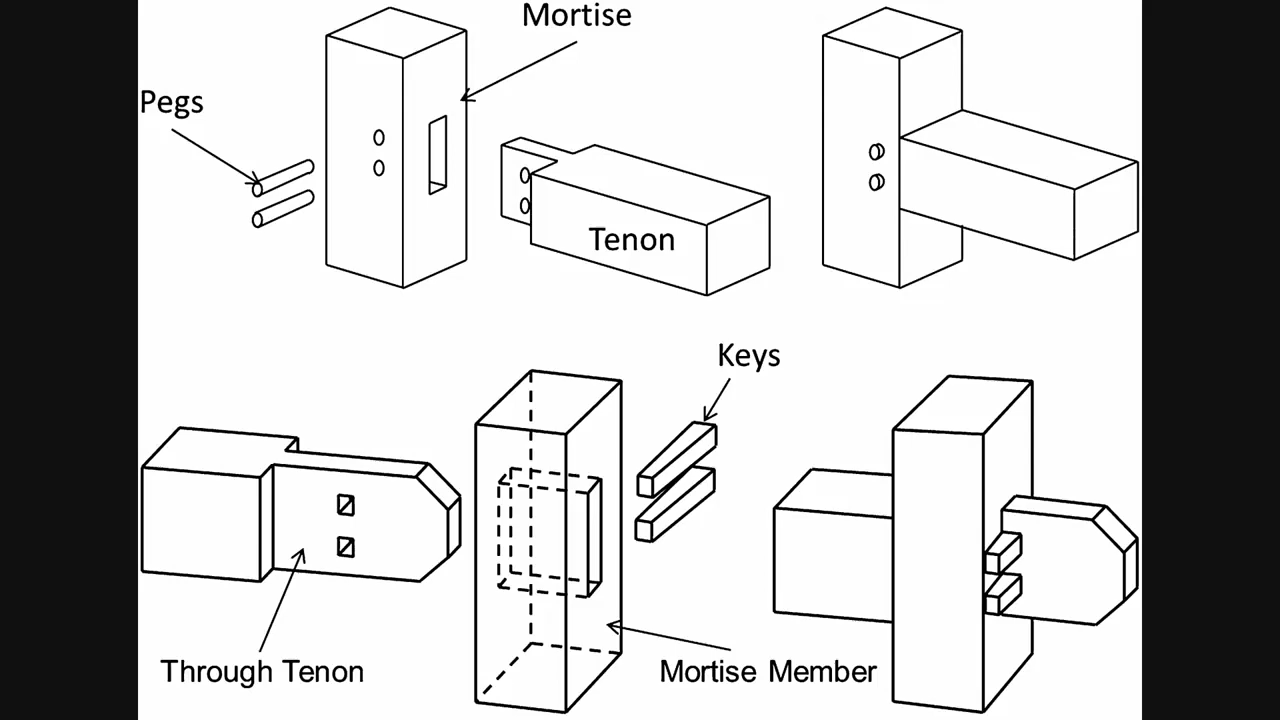 Mortise
Pegs
Tenon
Keys
Through Tenon
Mortise Member